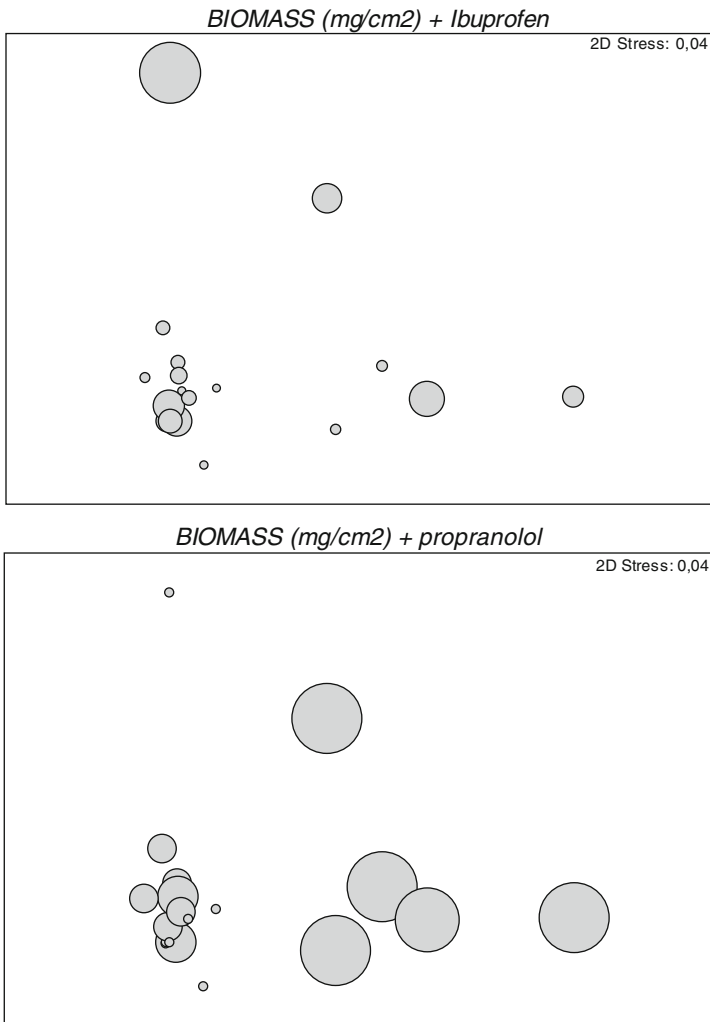 BIOMASS (mg/cm2) + Ibuprofen
2D Stress: 0,04
BIOMASS (mg/cm2) + propranolol
2D Stress: 0,04